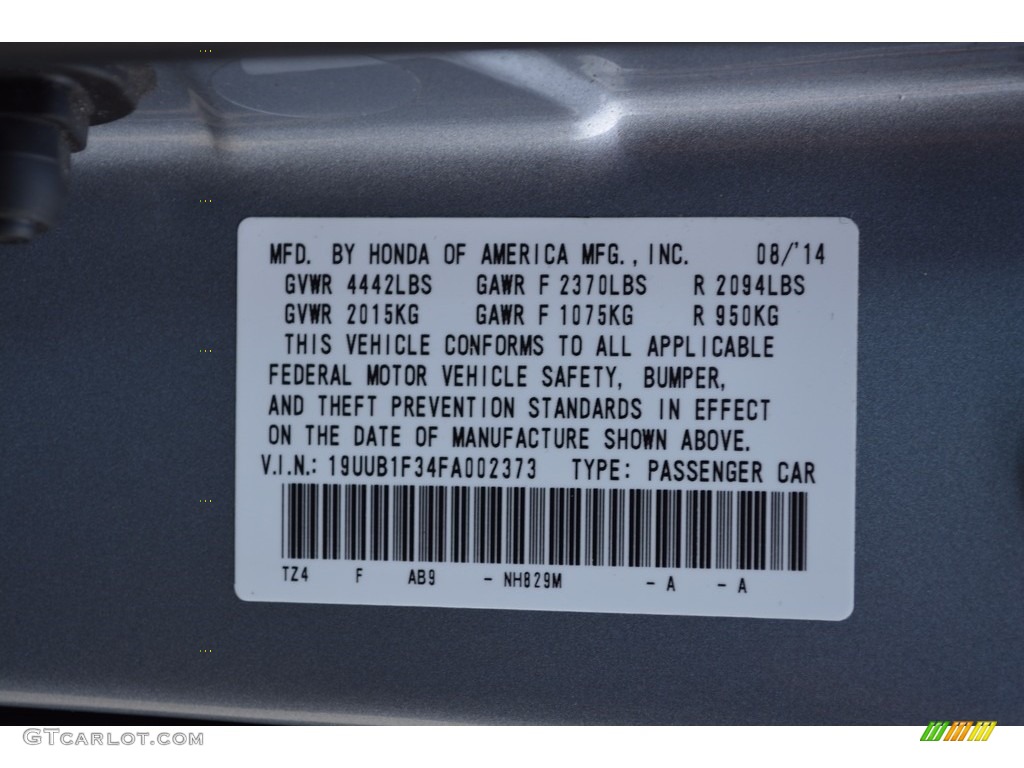 MFD. BY HONDA OF AMERICA MFG., INC. 08/'14
GVWR 4442LBS GAWR F 2370LBS R 2094LBS
GVWR 2015KG GAWR F 1075KG R 950KG
THIS VEHICLE CONFORMS TO ALL APPLICABLE
FEDERAL MOTOR VEHICLE SAFETY, BUMPER,
AND THEFT PREVENTION STANDARDS IN EFFECT
ON THE DATE OF MANUFACTURE SHOWN ABOVE.
V.I.N.: 19UUB1F34FA002373 TYPE: PASSENGER CAR
TZ4 F AB9 - NH829M - A - A
GTCARLOT.COM